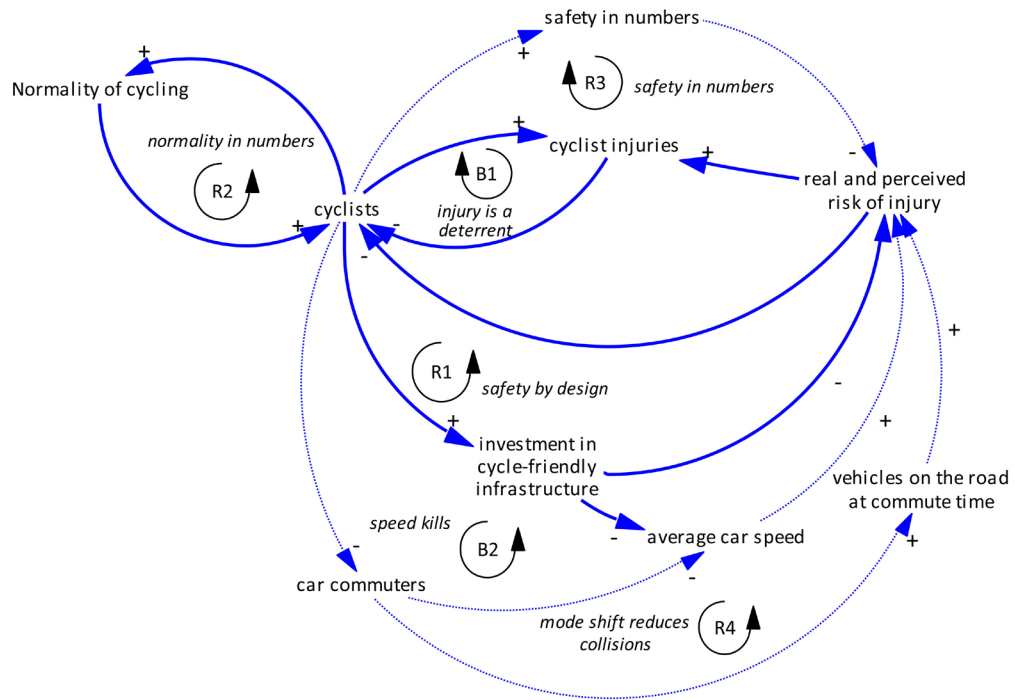 safety in numbers
+
+
R3
safety in numbers
Normality of cycling
normality in numbers
R2
+
cyclist injuries
+
B1
injury is a
deterrent
-
real and perceived
risk of injury
cyclists
+
-
-
R1
safety by design
+
-
+
+
investment in
cycle-friendly
infrastructure
vehicles on the road
at commute time
speed kills
B2
-
average car speed
+
-
car commuters
-
mode shift reduces
collisions
R4